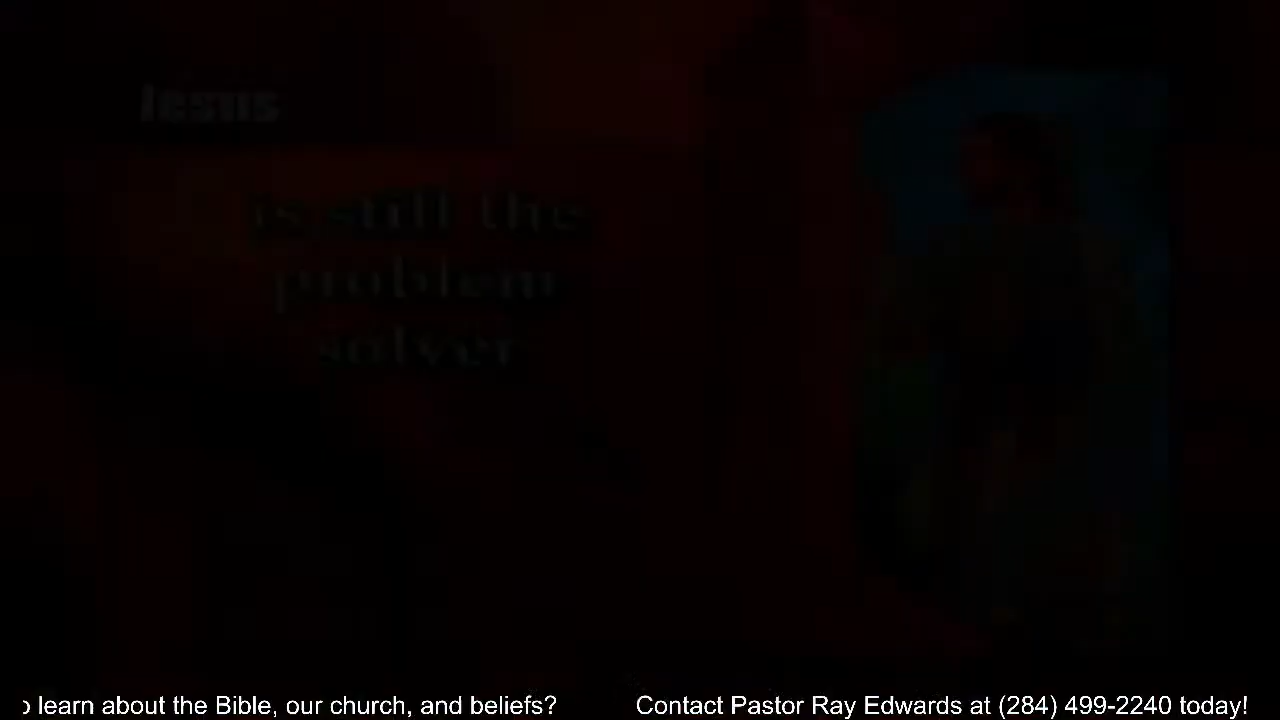 Jesus
is still the
problem
solver
learn about the Bible, our church, and beliefs? Contact Pastor Ray Edwards at (284) 499-2240 today!